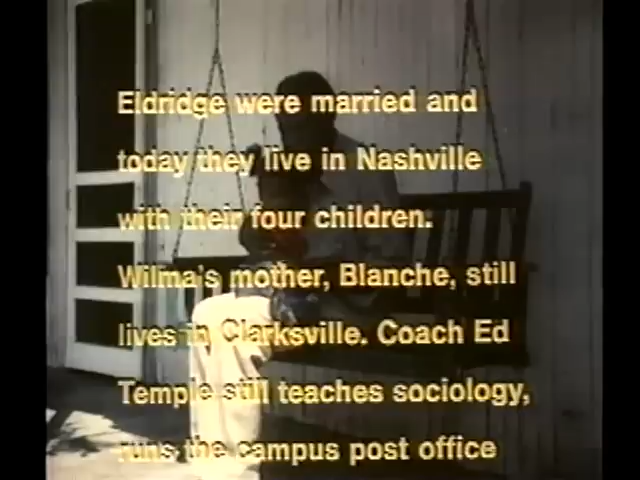 Eldridge were married and
today they live in Nashville
with their four children.
Wilma's mother, Blanche, still
lives in Clarksville. Coach Ed
Temple still teaches sociology,
runs the campus post office